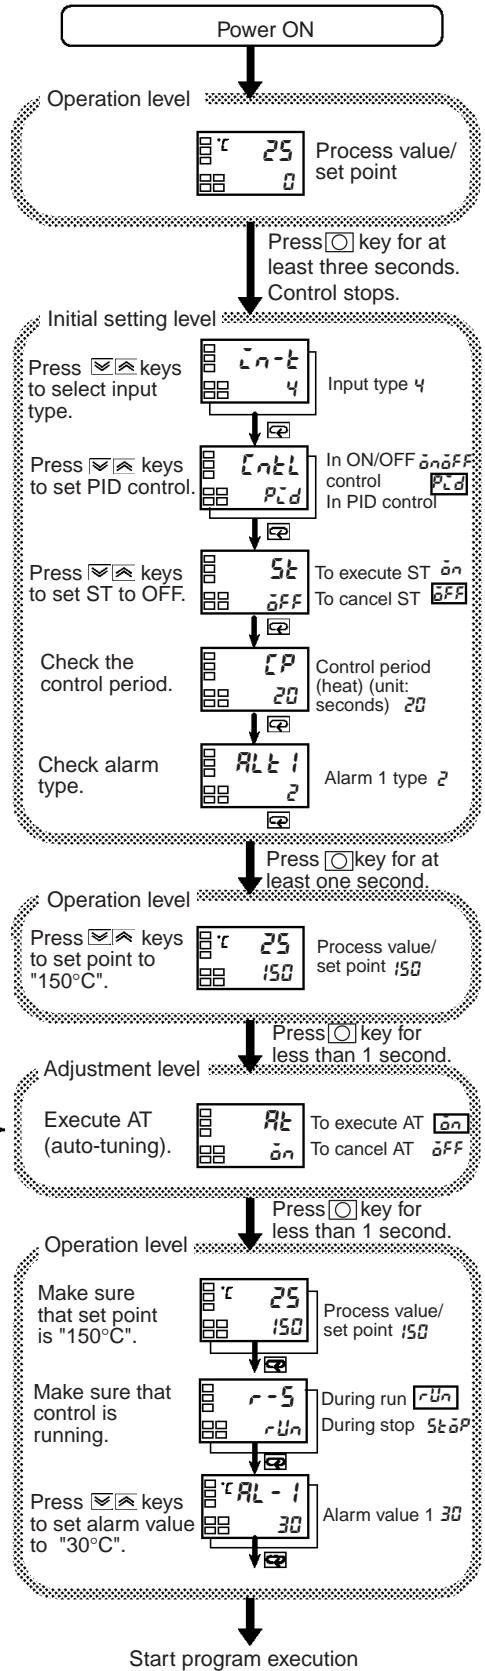 Power ON
Operation level
°C 25
0
Process value/
set point
Press key for at
least three seconds.
Control stops.
Initial setting level
Press keys
to select input
type.
in-t
4
Input type 4
Press keys
to set PID control.
CntL
Pid
In ON/OFF onoFF
control Pid
In PID control
Press keys
to set ST to OFF.
St
oFF
To execute ST on
To cancel ST oFF
Check the
control period.
CP
20
Control period
(heat) (unit:
seconds) 20
Check alarm
type.
ALt1
2
Alarm 1 type 2
Press key for at
least one second.
Operation level
Press keys
to set point to
"150°C".
°C 25
150
Process value/
set point 150
Press key for
less than 1 second.
Adjustment level
Execute AT
(auto-tuning).
At
on
To execute AT on
To cancel AT oFF
Press key for
less than 1 second.
Operation level
Make sure
that set point
is "150°C".
°C 25
150
Process value/
set point 150
Make sure that
control is
running.
r-S
rUn
During run rUn
During stop StoP
Press keys
to set alarm value
to "30°C".
°C AL-1
30
Alarm value 1 30
Start program execution